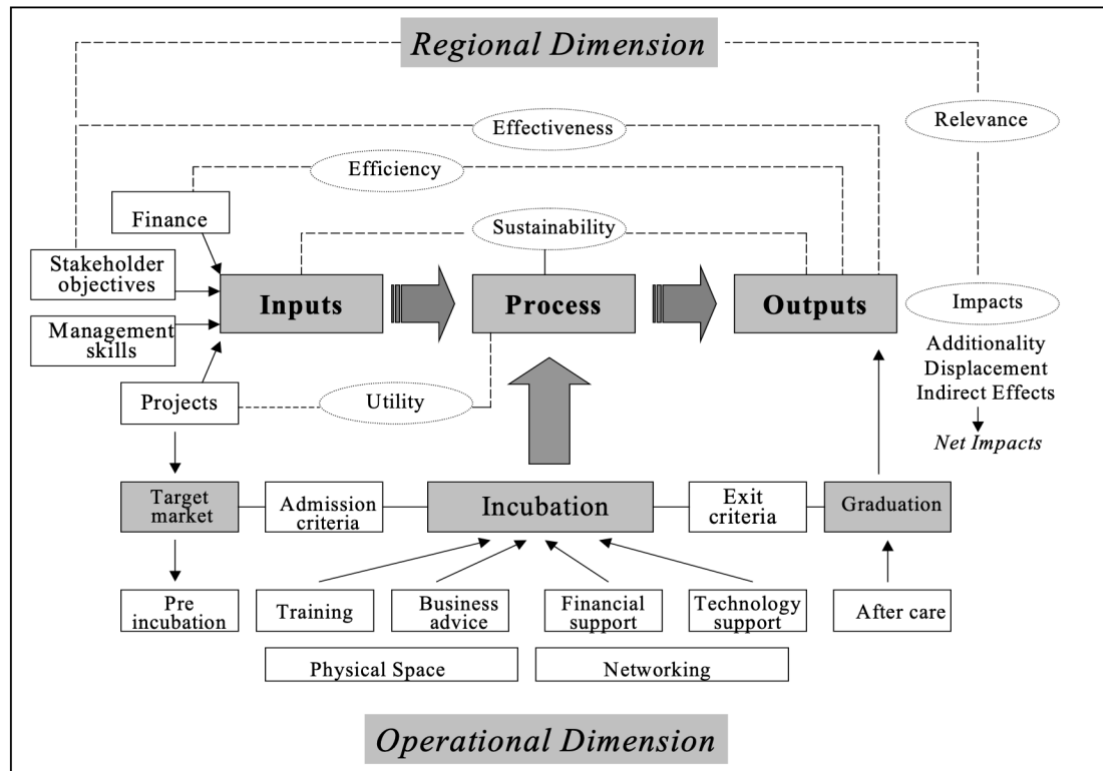 Regional Dimension
Relevance
Effectiveness
Efficiency
Finance
Sustainability
Stakeholder
objectives
Inputs
Process
Outputs
Impacts
Management
skills
Additionality
Displacement
Indirect Effects
Net Impacts
Projects
Utility
Target
market
Admission
criteria
Incubation
Exit
criteria
Graduation
Pre
incubation
Training
Business
advice
Financial
support
Technology
support
After care
Physical Space
Networking
Operational Dimension